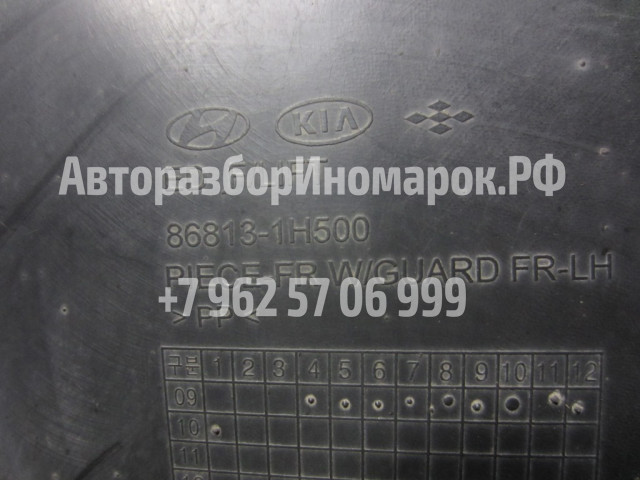 KIA
АвторазборИномарок.РФ
86813-1H500
PIECE-FR W/GUARD FR-LH
+7 962 57 06 999
>PP<
구분 1 2 3 4 5 6 7 8 9 10 11 12
09
10
11